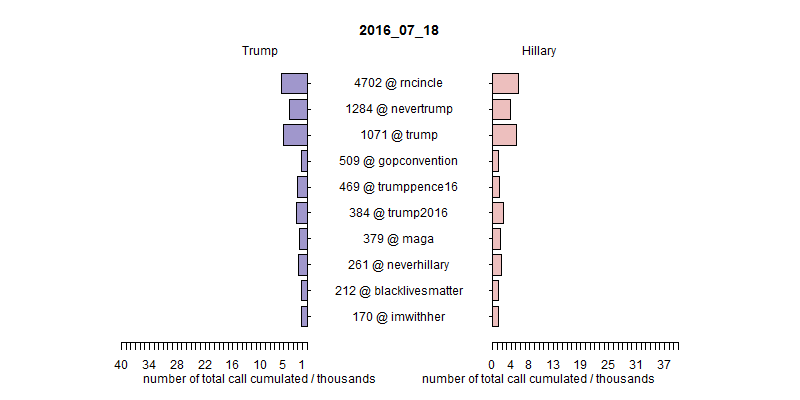 2016_07_18
Trump Hillary
4702 @ rncincle
1284 @ nevertrump
1071 @ trump
509 @ gopconvention
469 @ trumppence16
384 @ trump2016
379 @ maga
261 @ neverhillary
212 @ blacklivesmatter
170 @ imwithher
40 34 28 22 16 10 5 1 0 4 8 13 19 25 31 37
number of total call cumulated / thousands number of total call cumulated / thousands